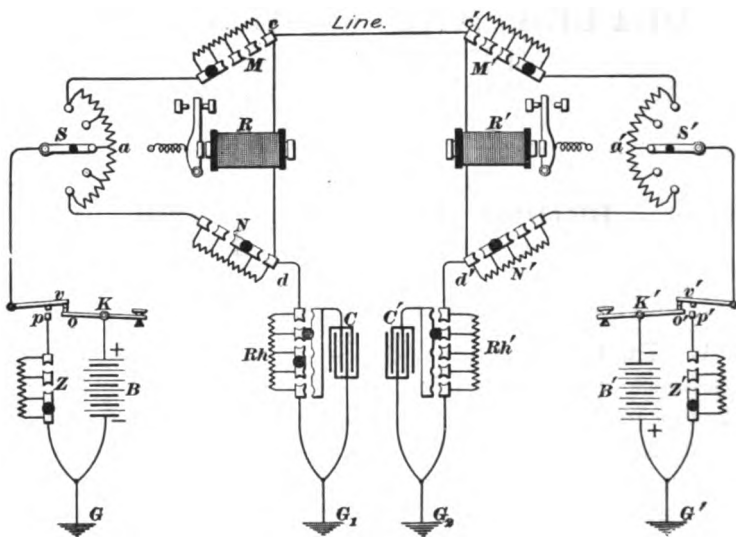 c Line. c'
M M'
S a R R' a' S'
N N'
d d'
v K C C' K' v'
p o o' p'
Rh Rh'
Z B + − B' − + Z'
G G₁ G₂ G'